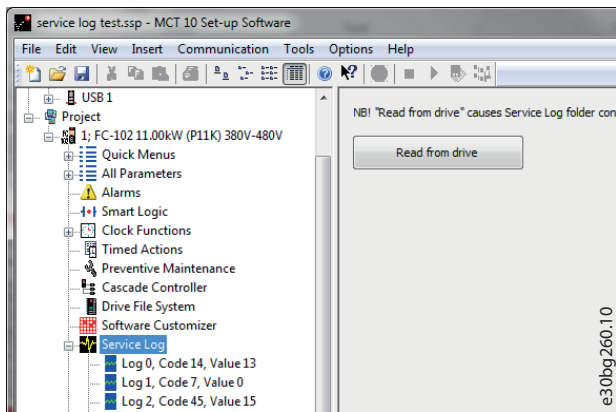 service log test.ssp - MCT 10 Set-up Software
File Edit View Insert Communication Tools Options Help
USB 1
Project
1; FC-102 11.00kW (P11K) 380V-480V
Quick Menus
All Parameters
Alarms
Smart Logic
Clock Functions
Timed Actions
Preventive Maintenance
Cascade Controller
Drive File System
Software Customizer
Service Log
Log 0, Code 14, Value 13
Log 1, Code 7, Value 0
Log 2, Code 45, Value 15
NB! "Read from drive" causes Service Log folder con
Read from drive
e30bg260.10